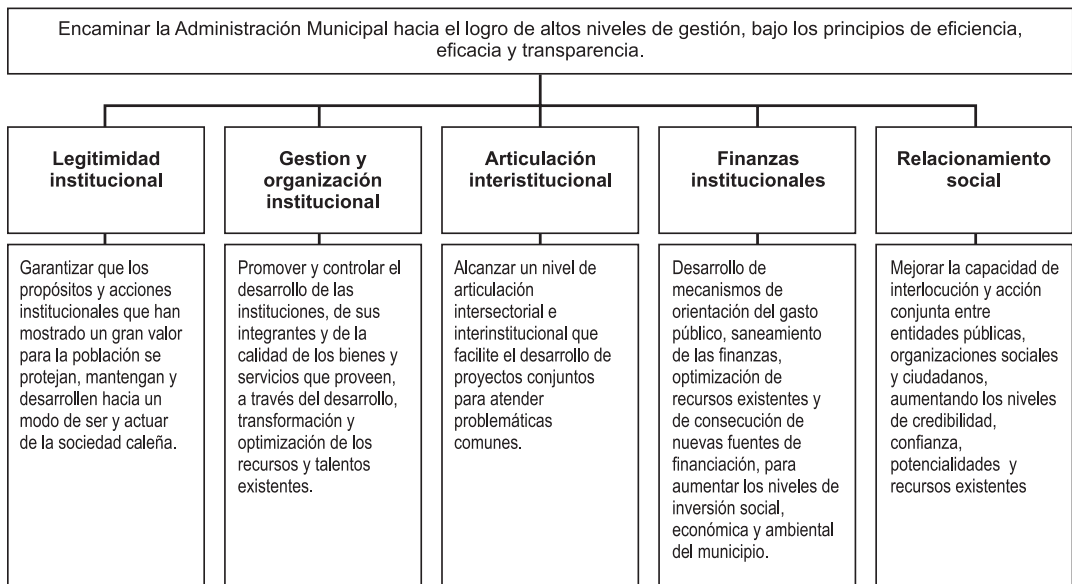 Encaminar la Administración Municipal hacia el logro de altos niveles de gestión, bajo los principios de eficiencia,
eficacia y transparencia.
Legitimidad
institucional
Garantizar que los
propósitos y acciones
institucionales que han
mostrado un gran valor
para la población se
protejan, mantengan y
desarrollen hacia un
modo de ser y actuar
de la sociedad caleña.
Gestion y
organización
institucional
Promover y controlar el
desarrollo de las
instituciones, de sus
integrantes y de la
calidad de los bienes y
servicios que proveen,
a través del desarrollo,
transformación y
optimización de los
recursos y talentos
existentes.
Articulación
interistitucional
Alcanzar un nivel de
articulación
intersectorial e
interinstitucional que
facilite el desarrollo de
proyectos conjuntos
para atender
problemáticas
comunes.
Finanzas
institucionales
Desarrollo de
mecanismos de
orientación del gasto
público, saneamiento
de las finanzas,
optimización de
recursos existentes y
de consecución de
nuevas fuentes de
financiación, para
aumentar los niveles de
inversión social,
económica y ambiental
del municipio.
Relacionamiento
social
Mejorar la capacidad de
interlocución y acción
conjunta entre
entidades públicas,
organizaciones sociales
y ciudadanos,
aumentando los niveles
de credibilidad,
confianza,
potencialidades y
recursos existentes